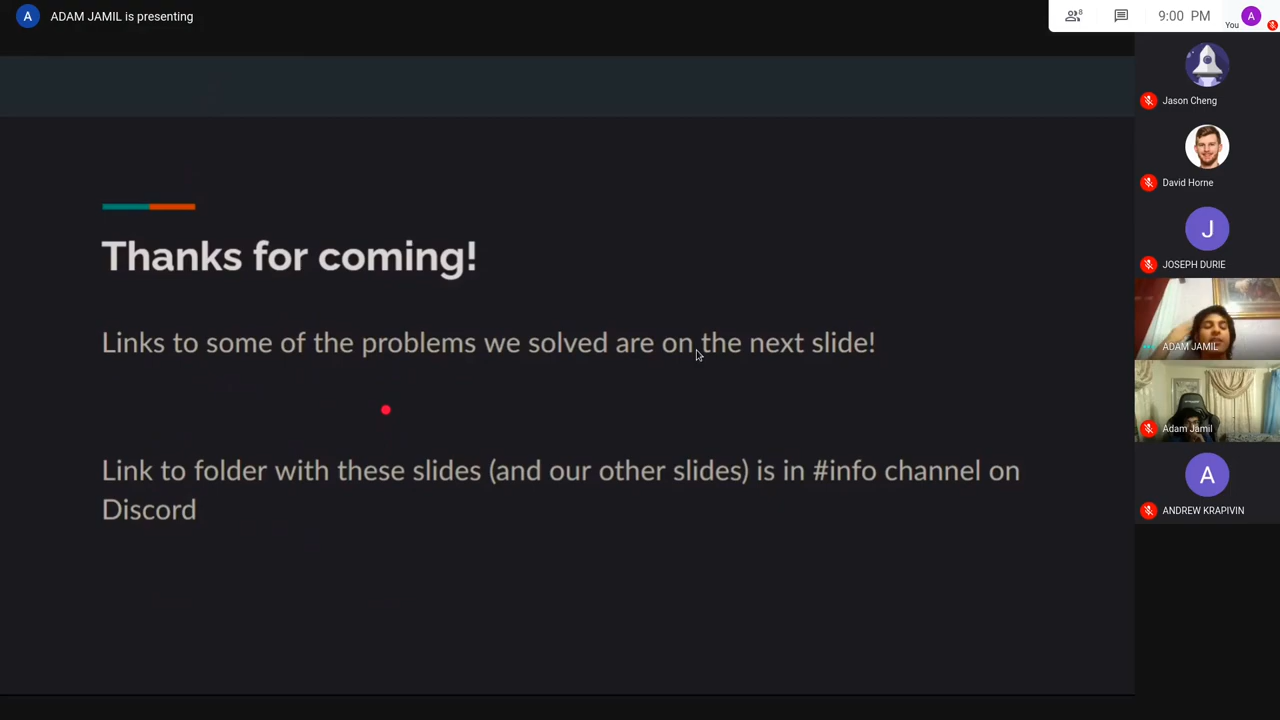 A
ADAM JAMIL is presenting
8
9:00 PM
You
A
Jason Cheng
David Horne
J
JOSEPH DURIE
ADAM JAMIL
Adam Jamil
A
ANDREW KRAPIVIN
Thanks for coming!
Links to some of the problems we solved are on the next slide!
Link to folder with these slides (and our other slides) is in #info channel on
Discord